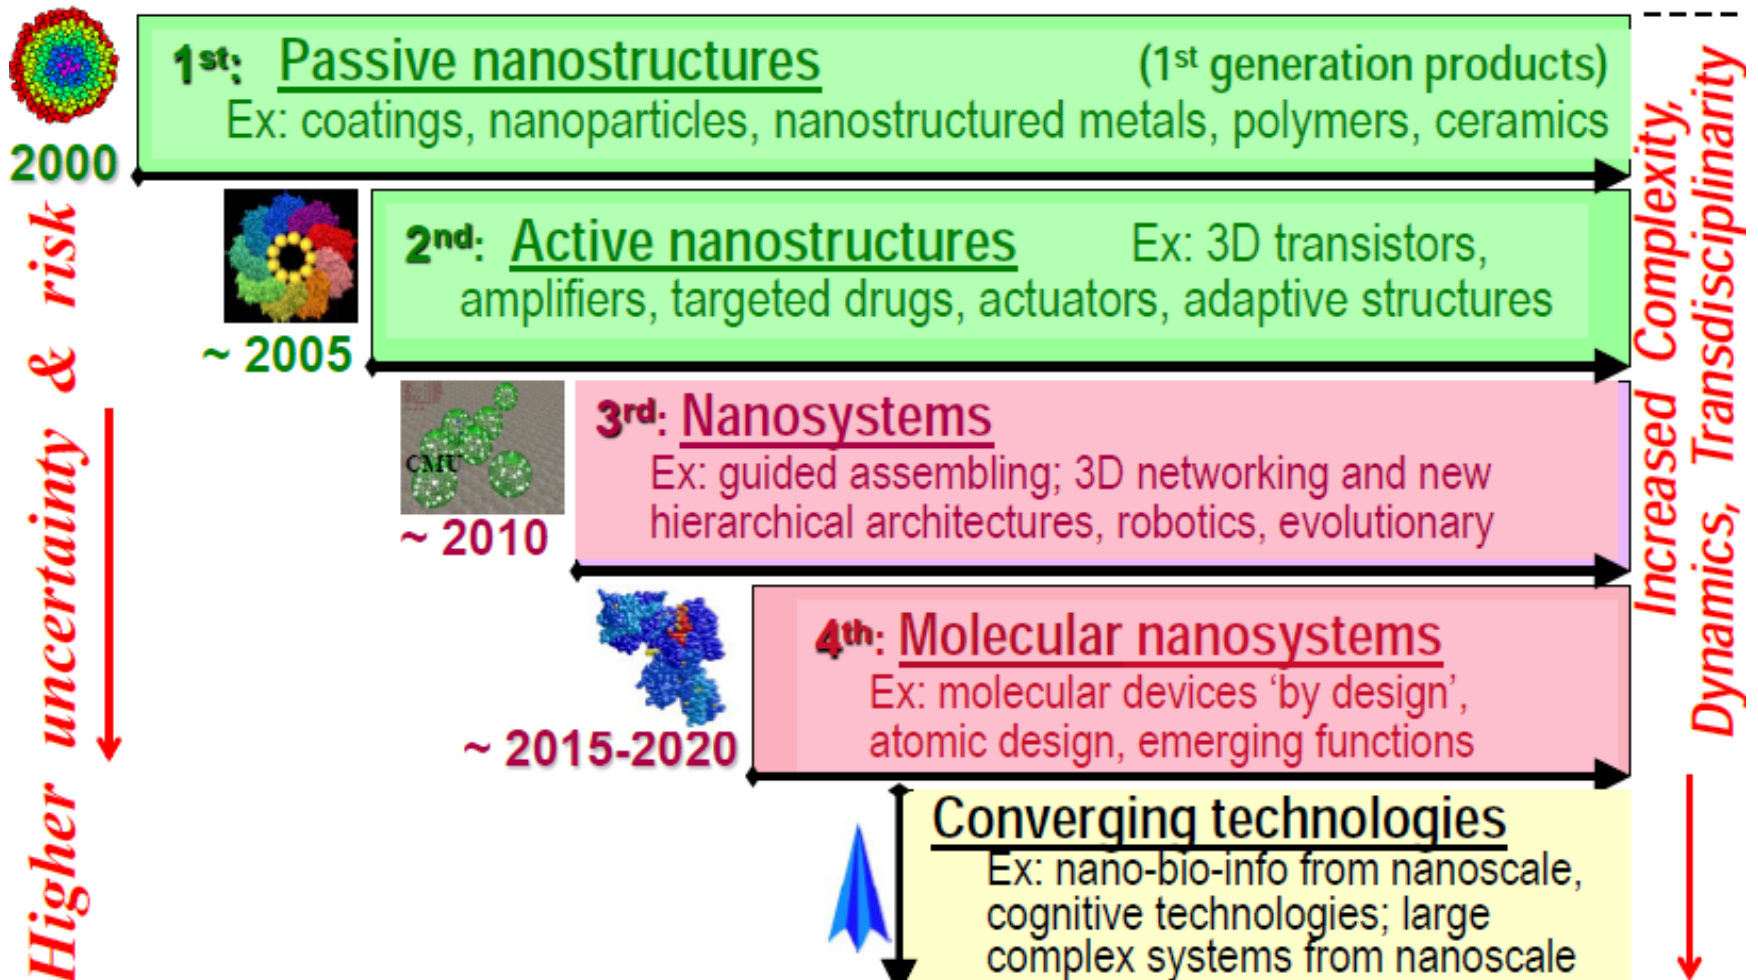 1st: Passive nanostructures (1st generation products)
Ex: coatings, nanoparticles, nanostructured metals, polymers, ceramics
2000
2nd: Active nanostructures Ex: 3D transistors,
amplifiers, targeted drugs, actuators, adaptive structures
~ 2005
CMU
3rd: Nanosystems
Ex: guided assembling; 3D networking and new
hierarchical architectures, robotics, evolutionary
~ 2010
4th: Molecular nanosystems
Ex: molecular devices ‘by design’,
atomic design, emerging functions
~ 2015-2020
Converging technologies
Ex: nano-bio-info from nanoscale,
cognitive technologies; large
complex systems from nanoscale
Higher uncertainty & risk
Increased Complexity,
Dynamics, Transdisciplinarity